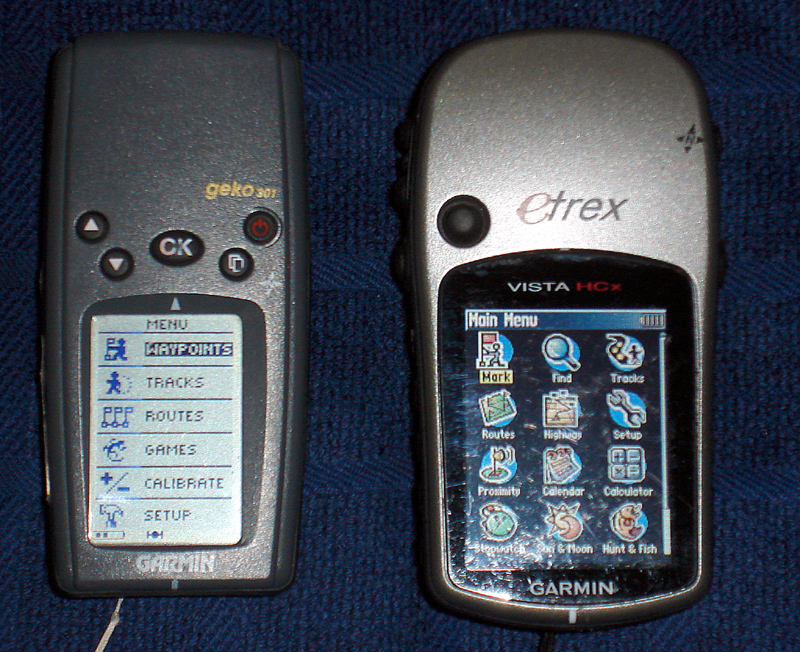 geko 301
OK
MENU
WAYPOINTS
TRACKS
ROUTES
GAMES
CALIBRATE
SETUP
GARMIN
N
etrex
VISTA HCx
Main Menu
Mark Find Tracks
Routes Highway Setup
Proximity Calendar Calculator
Stopwatch Sun & Moon Hunt & Fish
GARMIN